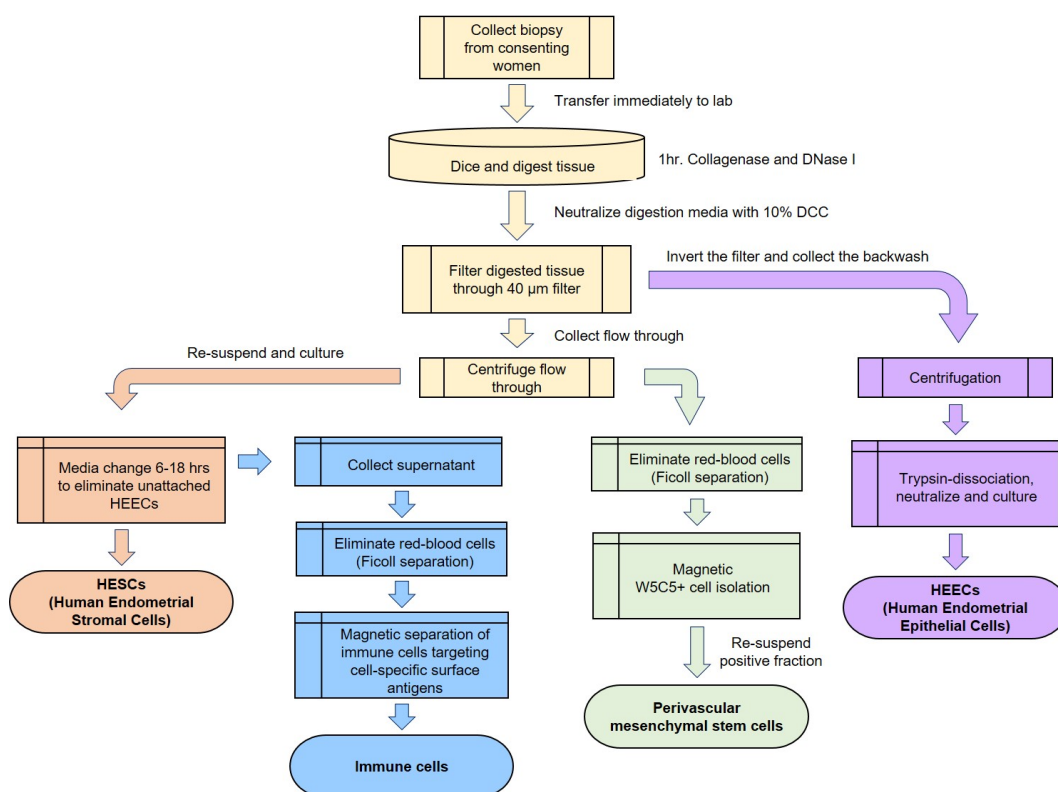 Collect biopsy
from consenting
women
Transfer immediately to lab
Dice and digest tissue
1hr. Collagenase and DNase I
Neutralize digestion media with 10% DCC
Invert the filter and collect the backwash
Filter digested tissue
through 40 µm filter
Collect flow through
Re-suspend and culture
Centrifuge flow
through
Centrifugation
Media change 6-18 hrs
to eliminate unattached
HEECs
Collect supernatant
Eliminate red-blood cells
(Ficoll separation)
Trypsin-dissociation,
neutralize and culture
Eliminate red-blood cells
(Ficoll separation)
Magnetic
W5C5+ cell isolation
HESCs
(Human Endometrial
Stromal Cells)
HEECs
(Human Endometrial
Epithelial Cells)
Magnetic separation of
immune cells targeting
cell-specific surface
antigens
Re-suspend
positive fraction
Perivascular
mesenchymal stem cells
Immune cells